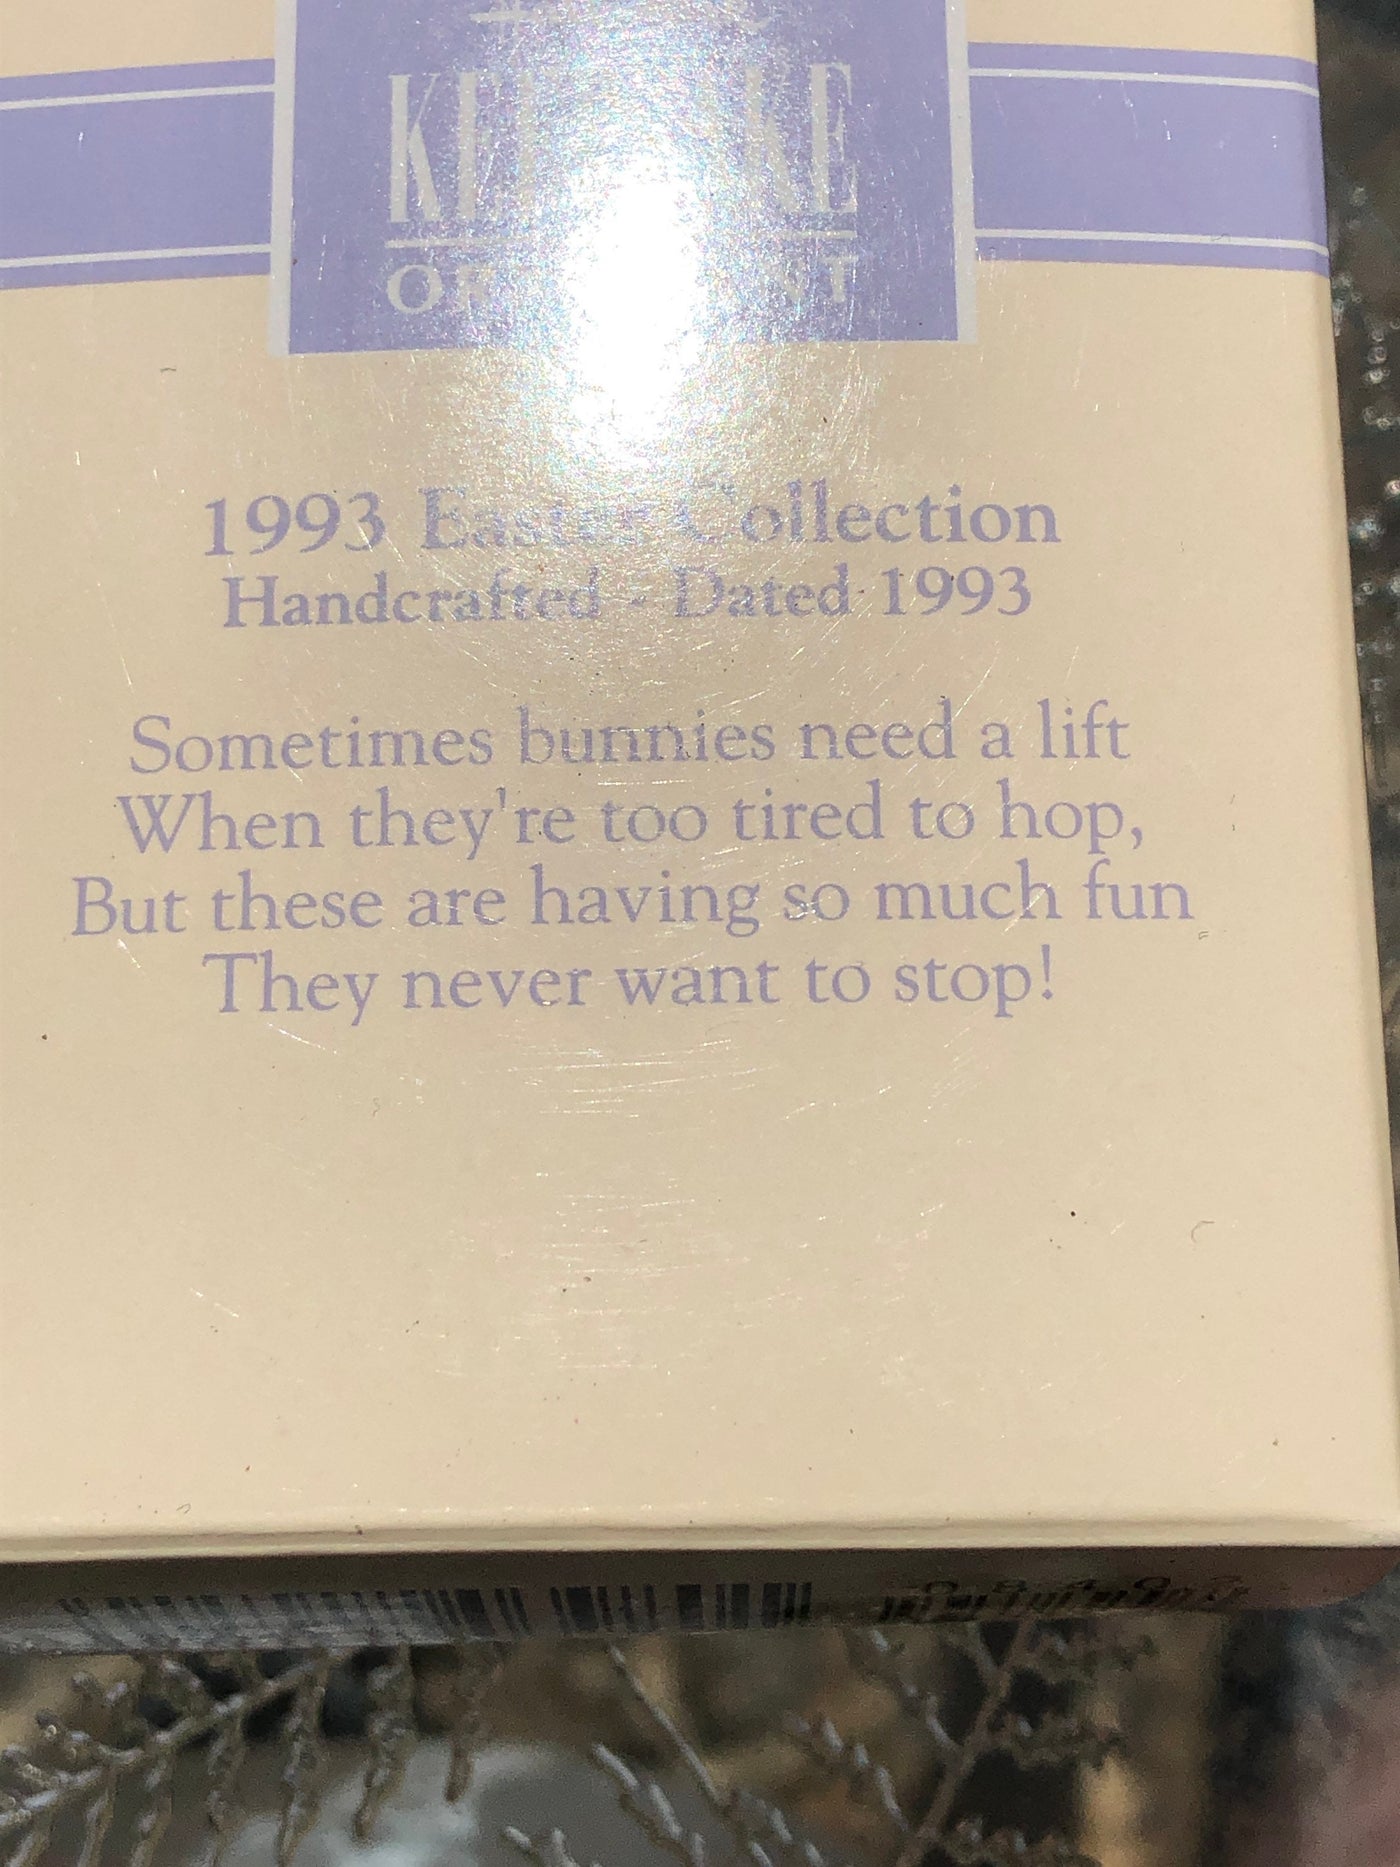 1993 Easter Collection
Handcrafted - Dated 1993
Sometimes bunnies need a lift
When they're too tired to hop,
But these are having so much fun
They never want to stop!